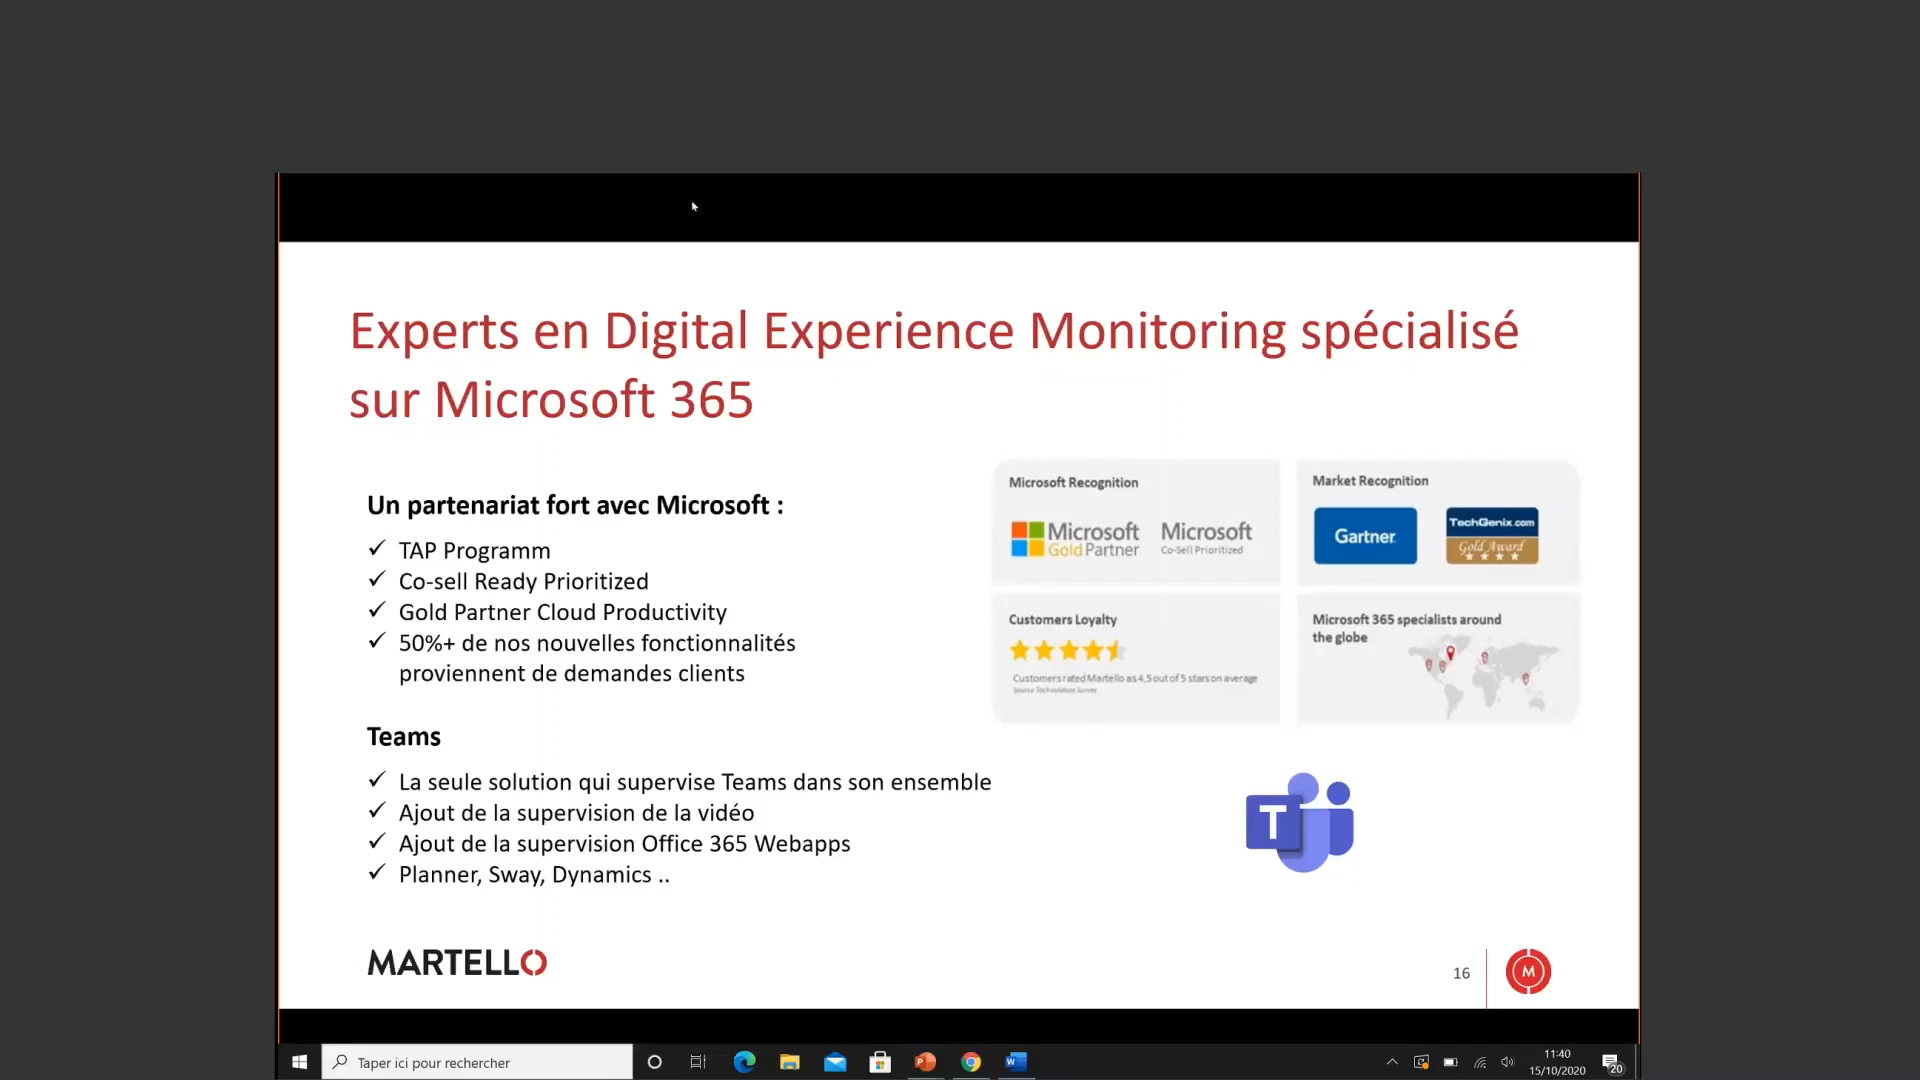 Experts en Digital Experience Monitoring spécialisé
sur Microsoft 365
Un partenariat fort avec Microsoft :
✓ TAP Programm
✓ Co-sell Ready Prioritized
✓ Gold Partner Cloud Productivity
✓ 50%+ de nos nouvelles fonctionnalités
proviennent de demandes clients
Teams
✓ La seule solution qui supervise Teams dans son ensemble
✓ Ajout de la supervision de la vidéo
✓ Ajout de la supervision Office 365 Webapps
✓ Planner, Sway, Dynamics ..
Microsoft Recognition
Microsoft
Gold Partner
Microsoft
Co-Sell Prioritized
Market Recognition
Gartner
TechGenix.com
Gold Award
Customers Loyalty
Customers rated Martello as 4,5 out of 5 stars on average
Source TechValidate Survey
Microsoft 365 specialists around
the globe
T
MARTELLO
16
M
Taper ici pour rechercher
P
W
11:40
15/10/2020
20